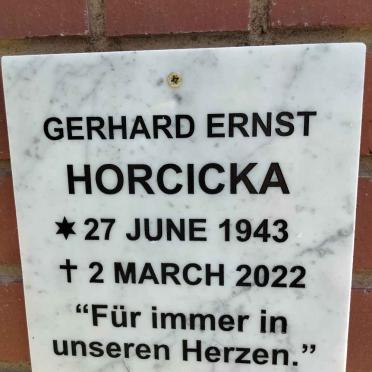 GERHARD ERNST
HORCICKA
✶ 27 JUNE 1943
† 2 MARCH 2022
“Für immer in
unseren Herzen.”